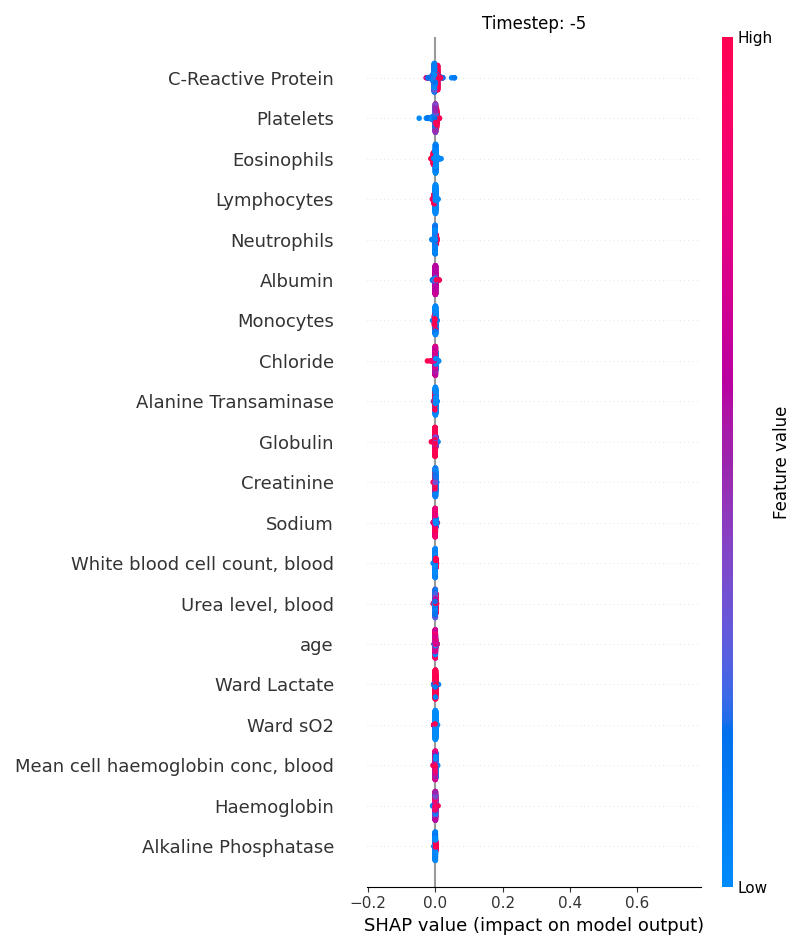 Timestep: -5
High
C-Reactive Protein
Platelets
Eosinophils
Lymphocytes
Neutrophils
Albumin
Monocytes
Chloride
Alanine Transaminase
Globulin
Creatinine
Sodium
White blood cell count, blood
Urea level, blood
age
Ward Lactate
Ward sO2
Mean cell haemoglobin conc, blood
Haemoglobin
Alkaline Phosphatase
Feature value
Low
−0.2 0.0 0.2 0.4 0.6
SHAP value (impact on model output)